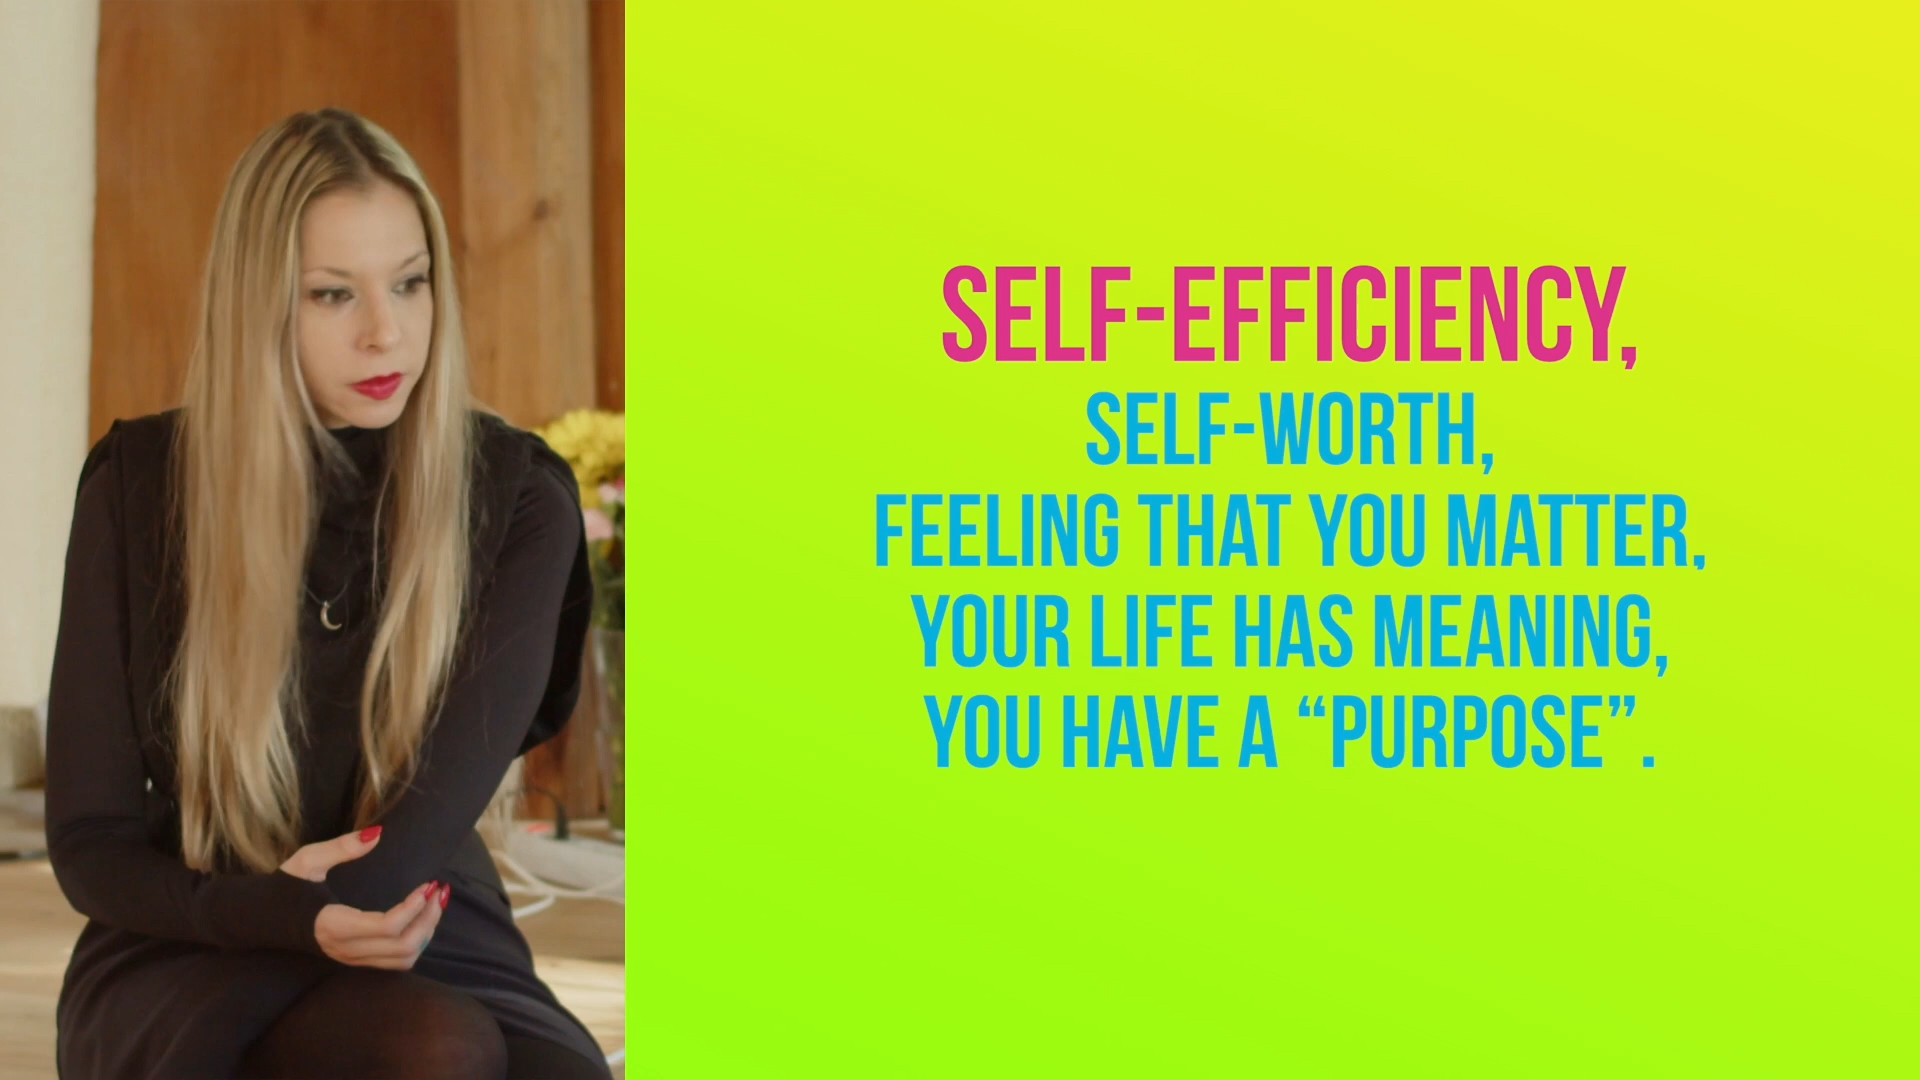 SELF-EFFICIENCY,
SELF-WORTH,
FEELING THAT YOU MATTER,
YOUR LIFE HAS MEANING,
YOU HAVE A “PURPOSE”.